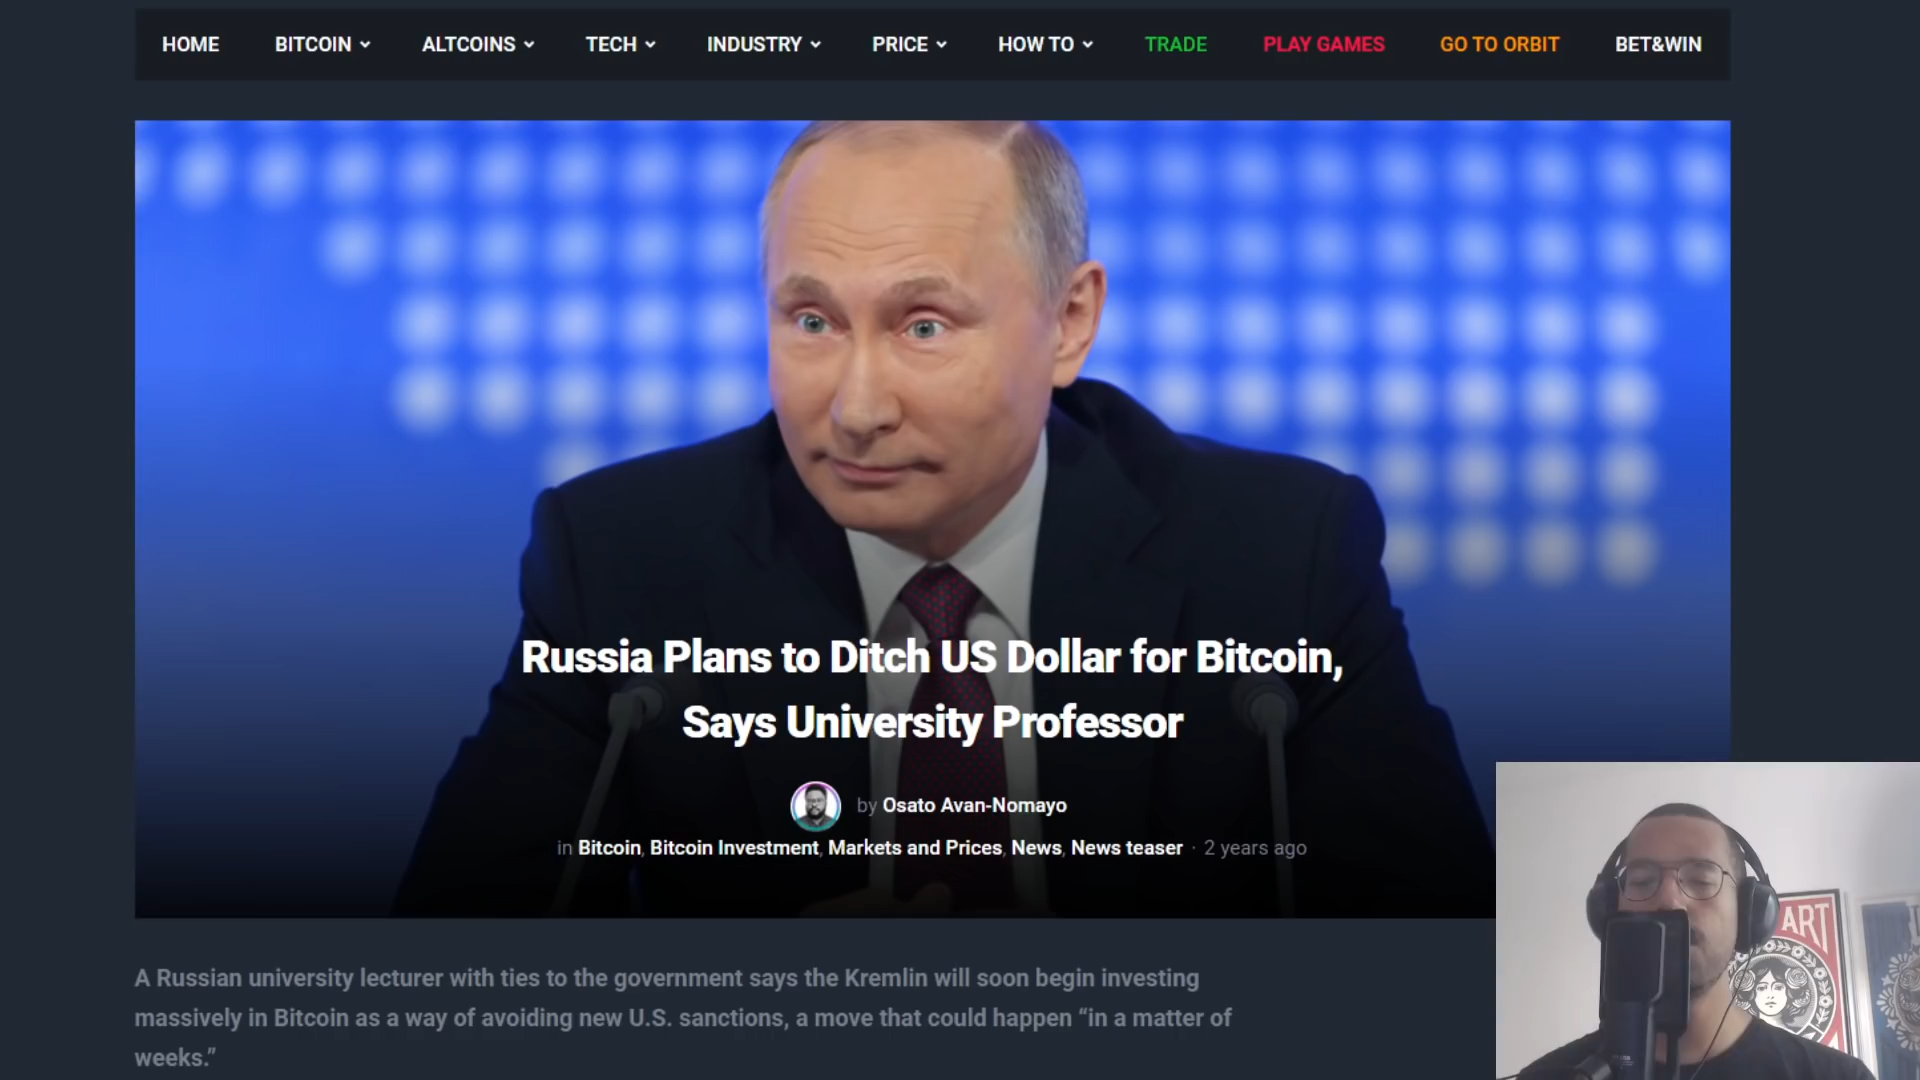 HOME BITCOIN ALTCOINS TECH INDUSTRY PRICE HOW TO TRADE PLAY GAMES GO TO ORBIT BET&WIN
Russia Plans to Ditch US Dollar for Bitcoin,
Says University Professor
by Osato Avan-Nomayo
in Bitcoin, Bitcoin Investment, Markets and Prices, News, News teaser · 2 years ago
A Russian university lecturer with ties to the government says the Kremlin will soon begin investing
massively in Bitcoin as a way of avoiding new U.S. sanctions, a move that could happen “in a matter of
weeks.”
ART